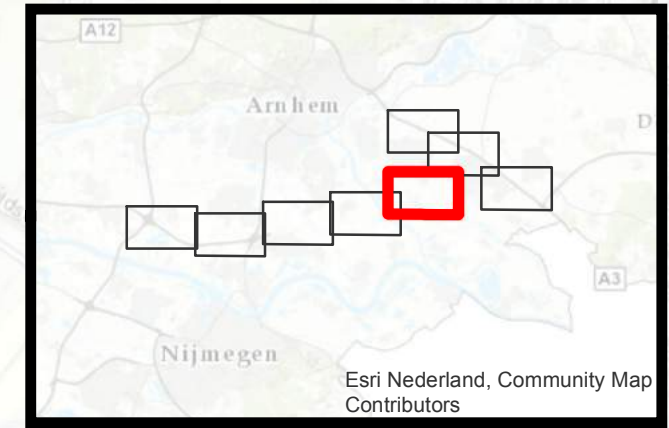 A12
Arnhem
D
A3
Nijmegen
Esri Nederland, Community Map
Contributors